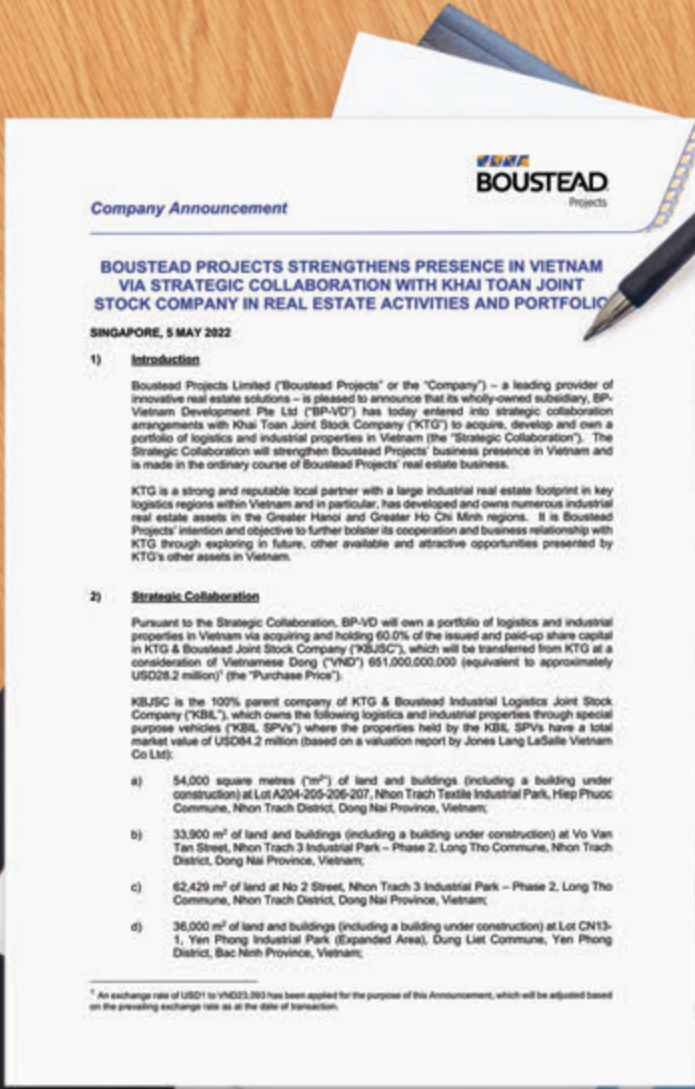 BOUSTEAD
Projects
Company Announcement
BOUSTEAD PROJECTS STRENGTHENS PRESENCE IN VIETNAM
VIA STRATEGIC COLLABORATION WITH KHAI TOAN JOINT
STOCK COMPANY IN REAL ESTATE ACTIVITIES AND PORTFOLIO
SINGAPORE, 5 MAY 2022
1) Introduction
Boustead Projects Limited ("Boustead Projects" or the "Company") – a leading provider of
innovative real estate solutions – is pleased to announce that its wholly-owned subsidiary, BP-
Vietnam Development Pte Ltd ("BP-VD") has today entered into strategic collaboration
arrangements with Khai Toan Joint Stock Company ("KTG") to acquire, develop and own a
portfolio of logistics and industrial properties in Vietnam (the "Strategic Collaboration"). The
Strategic Collaboration will strengthen Boustead Projects' business presence in Vietnam and
is made in the ordinary course of Boustead Projects' real estate business.
KTG is a strong and reputable local partner with a large industrial real estate footprint in key
logistics regions within Vietnam and in particular, has developed and owns numerous industrial
real estate assets in the Greater Hanoi and Greater Ho Chi Minh regions. It is Boustead
Projects' intention and objective to further bolster its cooperation and business relationship with
KTG through exploring in future, other available and attractive opportunities presented by
KTG's other assets in Vietnam.
2) Strategic Collaboration
Pursuant to the Strategic Collaboration, BP-VD will own a portfolio of logistics and industrial
properties in Vietnam via acquiring and holding 60.0% of the issued and paid-up share capital
in KTG & Boustead Joint Stock Company ("KBJSC"), which will be transferred from KTG at a
consideration of Vietnamese Dong ("VND") 651,000,000,000 (equivalent to approximately
USD28.2 million)¹ (the "Purchase Price").
KBJSC is the 100% parent company of KTG & Boustead Industrial Logistics Joint Stock
Company ("KBIL"), which owns the following logistics and industrial properties through special
purpose vehicles ("KBIL SPVs") where the properties held by the KBIL SPVs have a total
market value of USD84.2 million (based on a valuation report by Jones Lang LaSalle Vietnam
Co Ltd):
a) 54,000 square metres ("m²") of land and buildings (including a building under
construction) at Lot A204-205-206-207, Nhon Trach Textile Industrial Park, Hiep Phuoc
Commune, Nhon Trach District, Dong Nai Province, Vietnam;
b) 33,900 m² of land and buildings (including a building under construction) at Vo Van
Tan Street, Nhon Trach 3 Industrial Park – Phase 2, Long Tho Commune, Nhon Trach
District, Dong Nai Province, Vietnam;
c) 62,429 m² of land at No 2 Street, Nhon Trach 3 Industrial Park – Phase 2, Long Tho
Commune, Nhon Trach District, Dong Nai Province, Vietnam;
d) 36,000 m² of land and buildings (including a building under construction) at Lot CN13-
1, Yen Phong Industrial Park (Expanded Area), Dung Liet Commune, Yen Phong
District, Bac Ninh Province, Vietnam;
¹ An exchange rate of USD1 to VND23,093 has been applied for the purpose of this Announcement, which will be adjusted based
on the prevailing exchange rate as at the date of transaction.